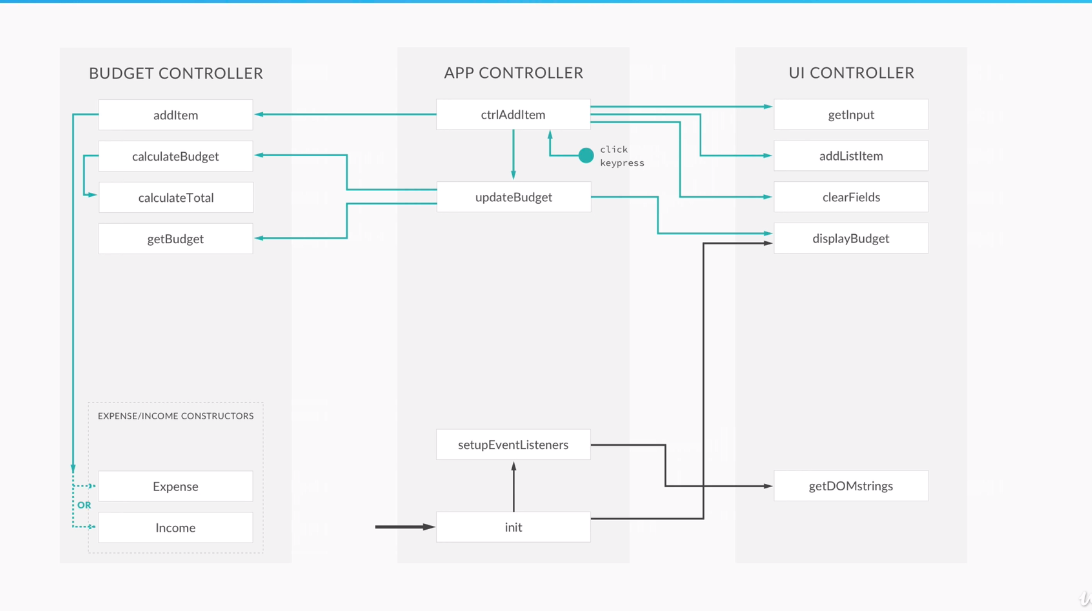 BUDGET CONTROLLER
addItem
calculateBudget
calculateTotal
getBudget
EXPENSE/INCOME CONSTRUCTORS
Expense
OR
Income
APP CONTROLLER
ctrlAddItem
click
keypress
updateBudget
setupEventListeners
init
UI CONTROLLER
getInput
addListItem
clearFields
displayBudget
getDOMstrings